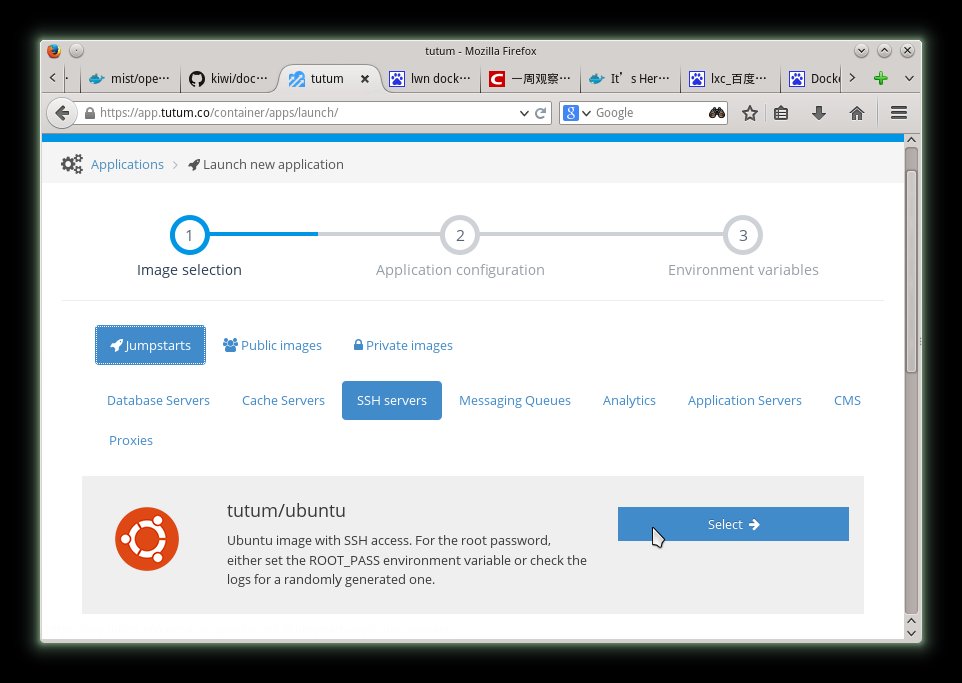 tutum - Mozilla Firefox
mist/ope···
kiwi/doc···
tutum
lwn dock···
一周观察···
It's Her···
lxc_百度···
Docke
https://app.tutum.co/container/apps/launch/
Google
Applications > Launch new application
1
2
3
Image selection
Application configuration
Environment variables
Jumpstarts
Public images
Private images
Database Servers
Cache Servers
SSH servers
Messaging Queues
Analytics
Application Servers
CMS
Proxies
tutum/ubuntu
Ubuntu image with SSH access. For the root password,
either set the ROOT_PASS environment variable or check the
logs for a randomly generated one.
Select